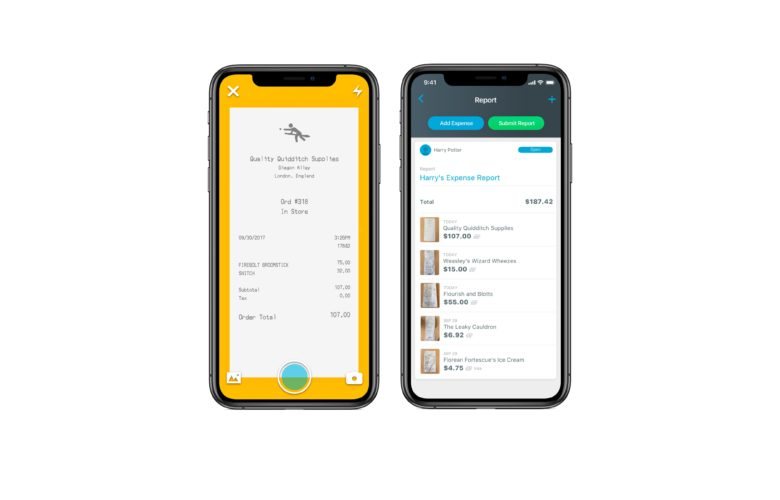 Quality Quidditch Supplies
Diagon Alley
London, England
Ord #318
In Store
09/30/2017 3:25PM
17882
FIREBOLT BROOMSTICK 75.00
SNITCH 32.00
Subtotal 107.00
Tax 0.00
Order Total 107.00
9:41
Report
Add Expense Submit Report
Harry Potter Open
Report
Harry's Expense Report
Total $187.42
TODAY
Quality Quidditch Supplies
$107.00
TODAY
Weasley's Wizard Wheezes
$15.00
TODAY
Flourish and Blotts
$55.00
SEP 28
The Leaky Cauldron
$6.92
SEP 28
Florean Fortescue's Ice Cream
$4.75